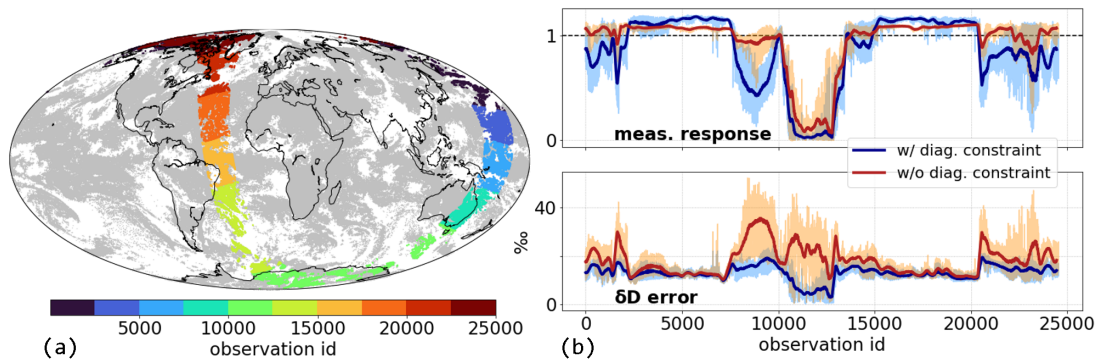 5000 10000 15000 20000 25000
observation id
(a)
1
0
meas. response
w/ diag. constraint
w/o diag. constraint
‰
40
0
δD error
0 5000 10000 15000 20000 25000
observation id
(b)